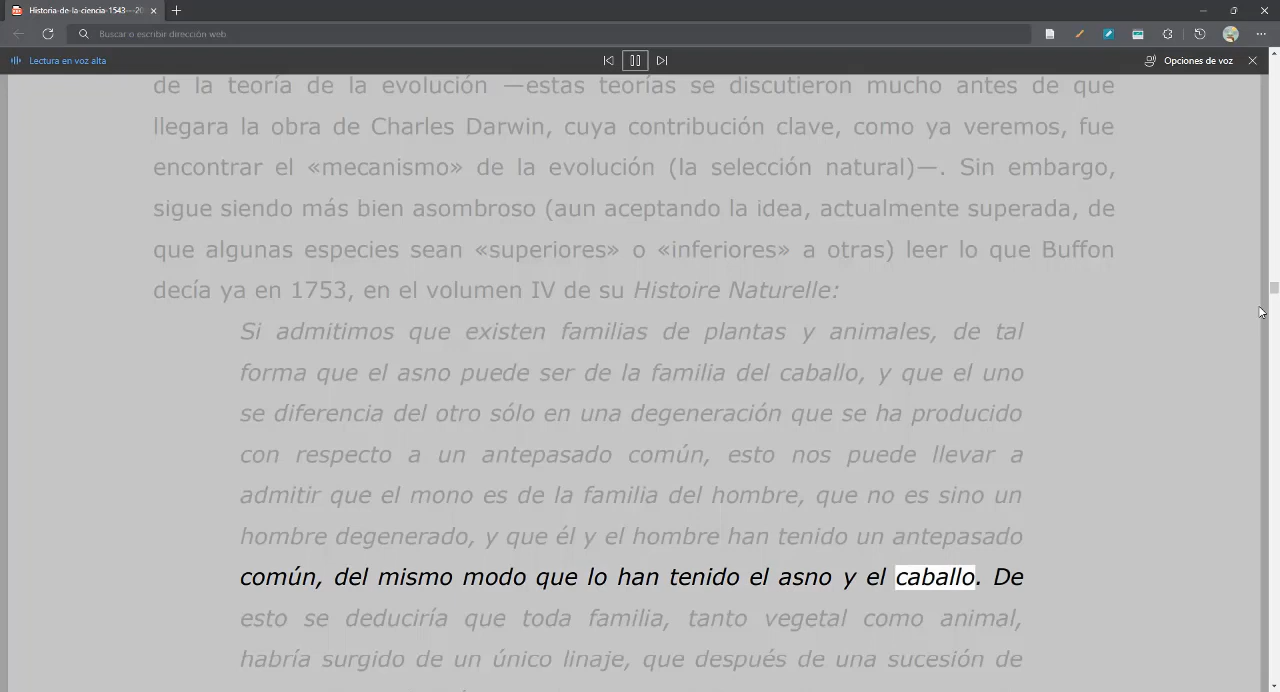 Historia-de-la-ciencia-1543---20
Buscar o escribir dirección web
Lectura en voz alta
Opciones de voz
de la teoría de la evolución —estas teorías se discutieron mucho antes de que
llegara la obra de Charles Darwin, cuya contribución clave, como ya veremos, fue
encontrar el «mecanismo» de la evolución (la selección natural)—. Sin embargo,
sigue siendo más bien asombroso (aun aceptando la idea, actualmente superada, de
que algunas especies sean «superiores» o «inferiores» a otras) leer lo que Buffon
decía ya en 1753, en el volumen IV de su Histoire Naturelle:
Si admitimos que existen familias de plantas y animales, de tal
forma que el asno puede ser de la familia del caballo, y que el uno
se diferencia del otro sólo en una degeneración que se ha producido
con respecto a un antepasado común, esto nos puede llevar a
admitir que el mono es de la familia del hombre, que no es sino un
hombre degenerado, y que él y el hombre han tenido un antepasado
común, del mismo modo que lo han tenido el asno y el caballo. De
esto se deduciría que toda familia, tanto vegetal como animal,
habría surgido de un único linaje, que después de una sucesión de